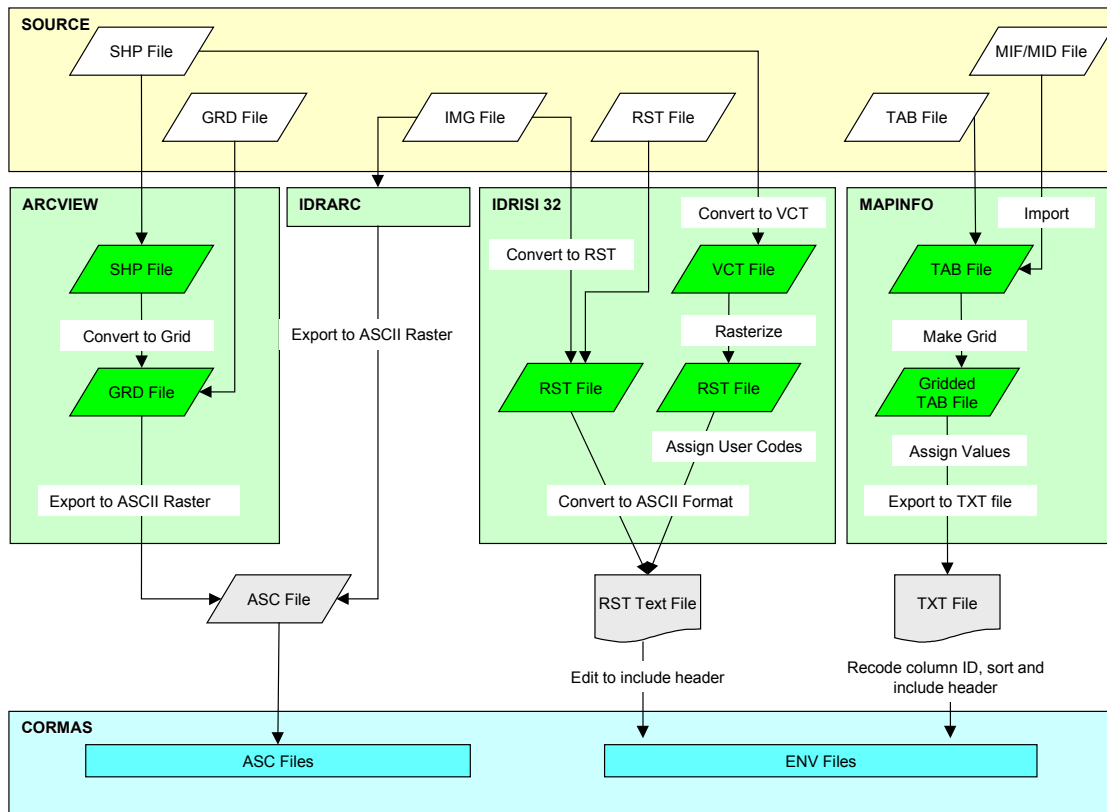 SOURCE
SHP File
MIF/MID File
GRD File
IMG File
RST File
TAB File
ARCVIEW
IDRARC
IDRISI 32
MAPINFO
Convert to VCT
Import
Convert to RST
SHP File
VCT File
TAB File
Convert to Grid
Export to ASCII Raster
Rasterize
Make Grid
GRD File
RST File
RST File
Gridded
TAB File
Assign User Codes
Assign Values
Export to ASCII Raster
Convert to ASCII Format
Export to TXT file
ASC File
RST Text File
TXT File
Edit to include header
Recode column ID, sort and
include header
CORMAS
ASC Files
ENV Files